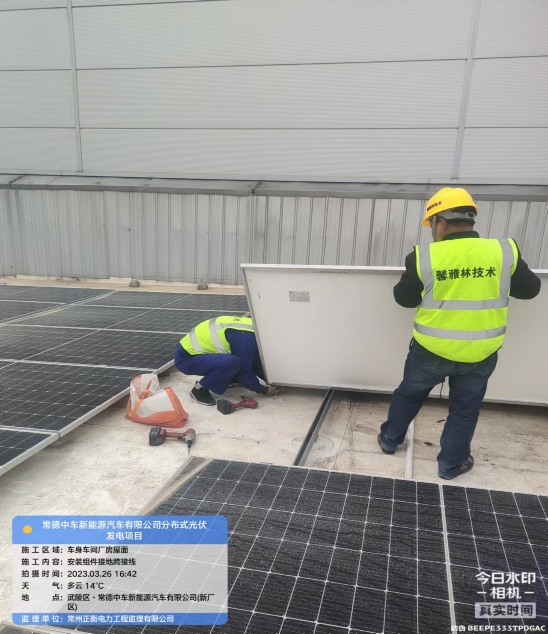 馨雅林技术
常德中车新能源汽车有限公司分布式光伏
发电项目
施工区域：车身车间厂房屋面
施工内容：安装组件接地跨接线
拍摄时间：2023.03.26 16:42
天 气：多云 14℃
地 点：武陵区·常德中车新能源汽车有限公司(新厂
区)
监理单位：常州正衡电力工程监理有限公司
今日水印
相机
真实时间
防伪 BEEPE333TPDGAC